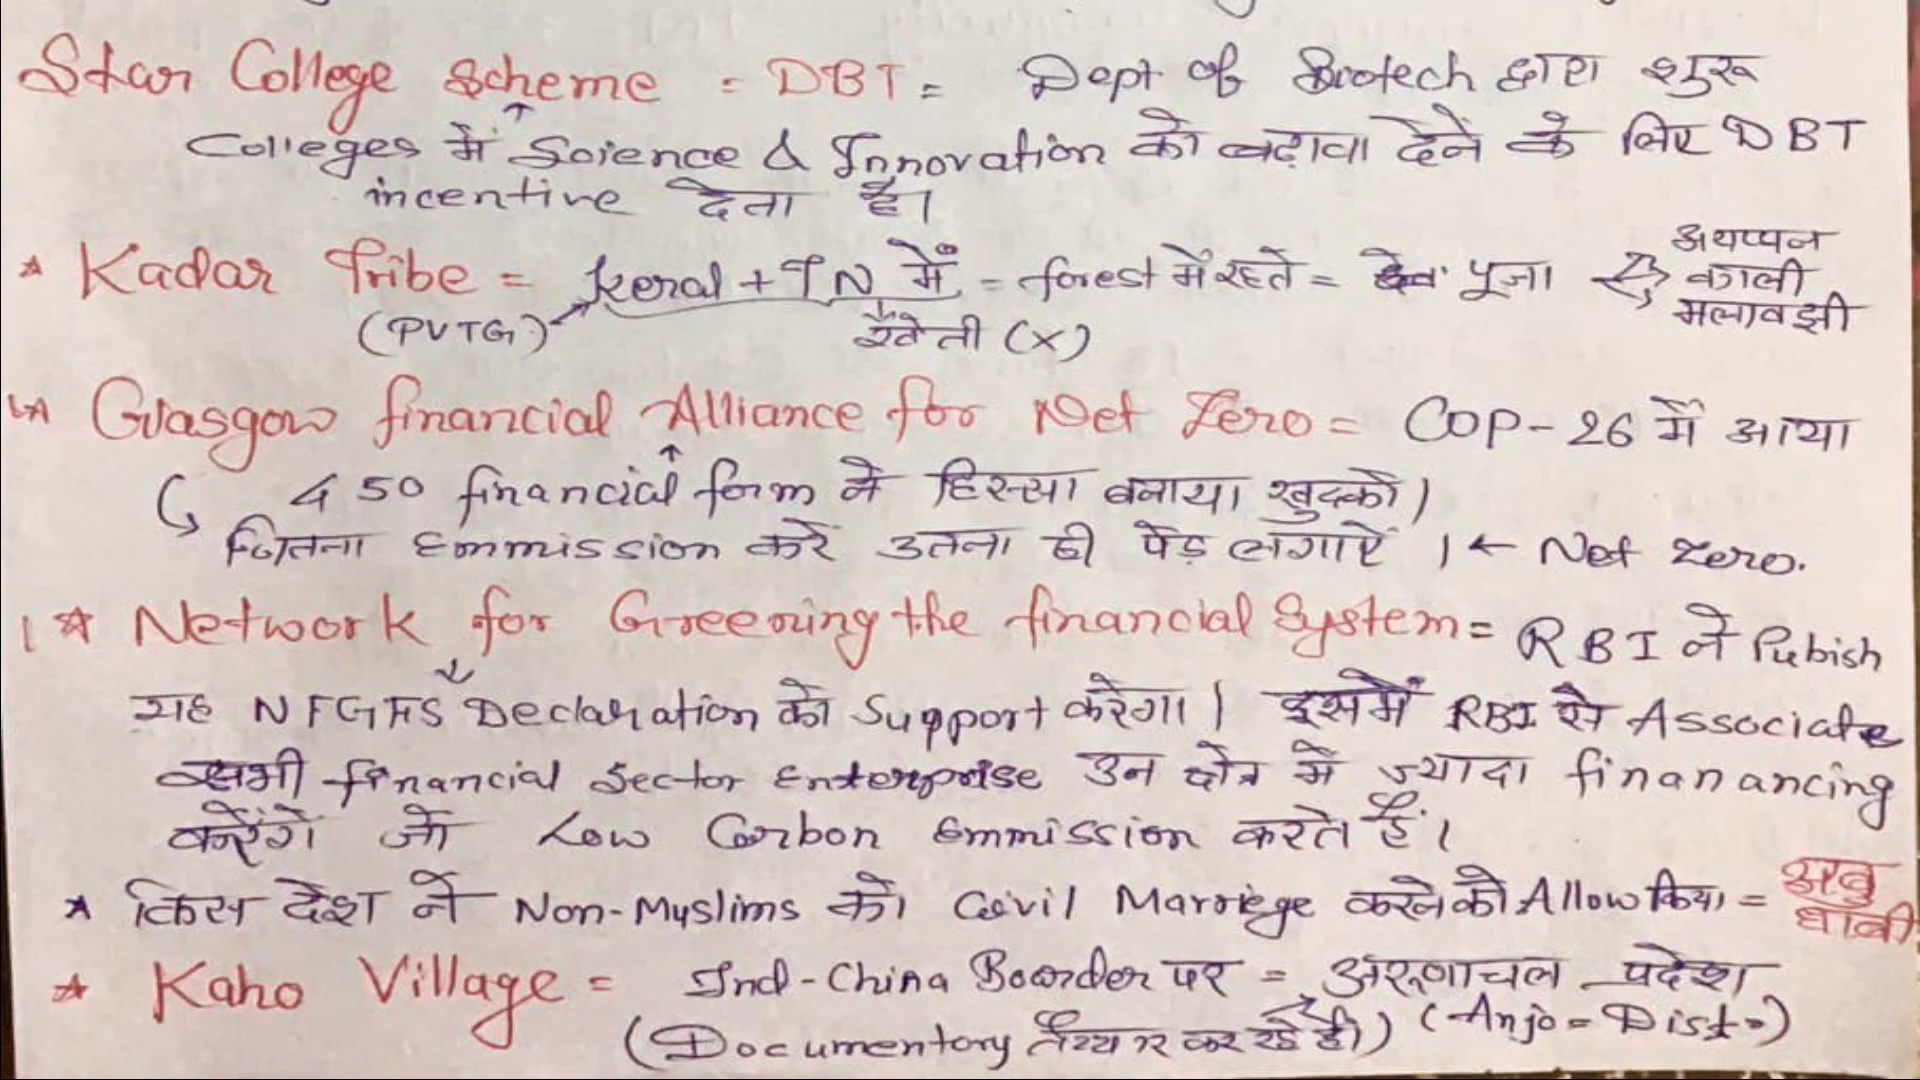 Star College Scheme = DBT = Dept of Biotech द्वारा शुरू
Colleges में Science & Innovation को बढ़ावा देने के लिए DBT
incentive देता है।
* Kadar Tribe = Keral + TN में = forest में रहते = देव पूजा अयप्पन
काली
मलावझी
(PVTG) खेती (X)
Glasgow financial Alliance for Net Zero = COP-26 में आया
450 financial form ने हिस्सा बनाया खुदको।
जितना Emmission करें उतना ही पेड़ लगाऐं । ← Net Zero.
* Network for Greening the financial System = RBI ने Pubish
यह NFGFS Declaration को Support करेगा। इसमें RBI से Associate
सभी financial Sector Enterprise उन क्षेत्र में ज्यादा finanancing
करेंगे जो Low Carbon Emmission करते हैं।
* किस देश ने Non-Muslims को Civil Marriege करने को Allow किया = अबु
धाबी
* Kaho Village = Ind-China Boarder पर = अरूणाचल प्रदेश
(Documentory तैय्यार कर रहे है।) (Anjo = Dist.)